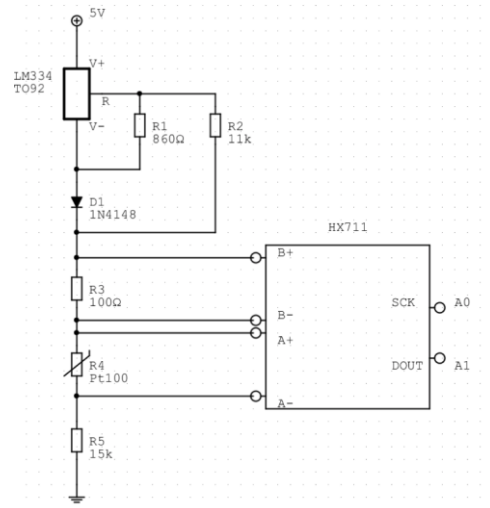 5V
V+
LM334
TO92
R
V-
R1
860Ω
R2
11k
D1
1N4148
HX711
B+
R3
100Ω
SCK
A0
B-
A+
R4
Pt100
DOUT
A1
A-
R5
15k